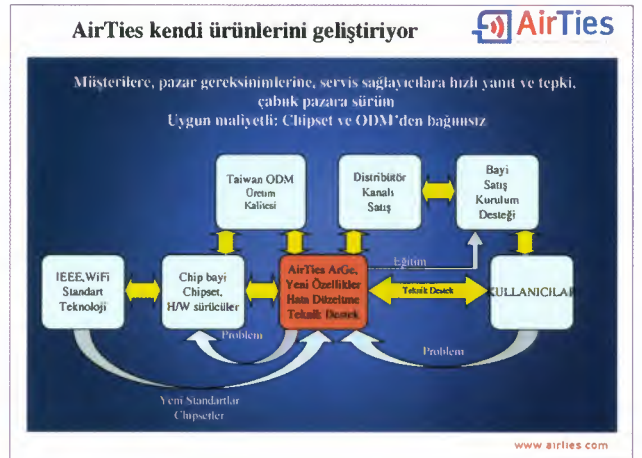 AirTies kendi ürünlerini geliştiriyor
AirTies
Müşterilere, pazar gereksinimlerine, servis sağlayıcılara hızlı yanıt ve tepki,
çabuk pazara sürüm
Uygun maliyetli: Chipset ve ODM'den bağımsız
Taiwan ODM
Üretim
Kalitesi
Distribütör
Kanalı
Satış
Bayi
Satış
Kurulum
Desteği
IEEE,WiFi
Standart
Teknoloji
Chip bayi
Chipset,
H/W sürücüler
AirTies ArGe,
Yeni Özellikler
Hata Düzeltme
Teknik Destek
Eğitim
Teknik Destek
KULLANICILAR
Problem
Problem
Yeni Standartlar
Chipsetler
www.airties.com